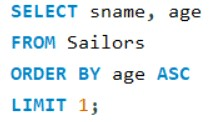 SELECT sname, age
FROM Sailors
ORDER BY age ASC
LIMIT 1;